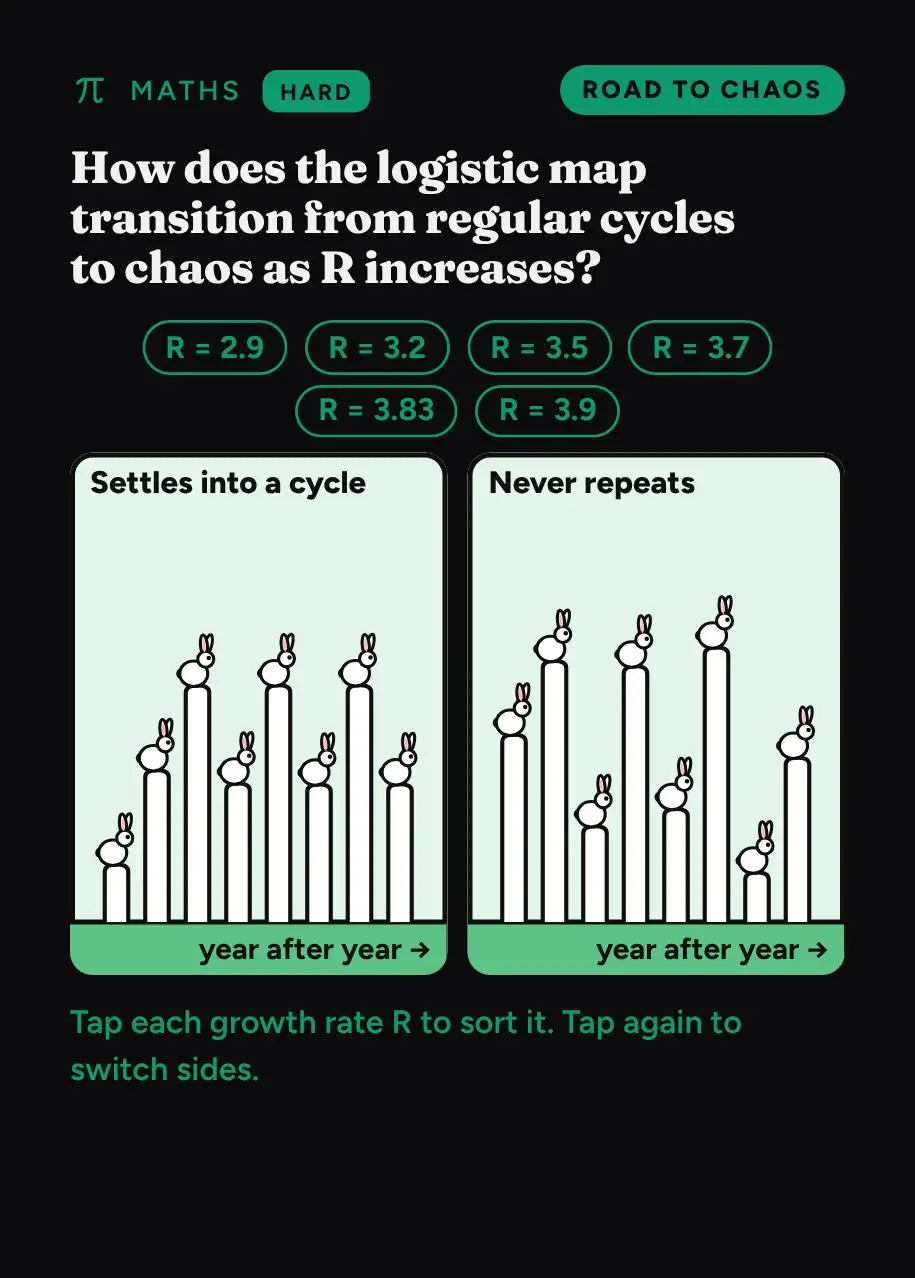 π MATHS HARD ROAD TO CHAOS
How does the logistic map
transition from regular cycles
to chaos as R increases?
R = 2.9 R = 3.2 R = 3.5 R = 3.7
R = 3.83 R = 3.9
Settles into a cycle
Never repeats
year after year →
year after year →
Tap each growth rate R to sort it. Tap again to
switch sides.